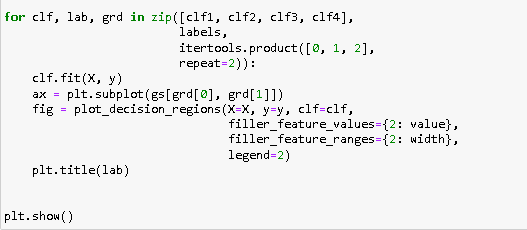 for clf, lab, grd in zip([clf1, clf2, clf3, clf4],
                         labels,
                         itertools.product([0, 1, 2],
                         repeat=2)):
    clf.fit(X, y)
    ax = plt.subplot(gs[grd[0], grd[1]])
    fig = plot_decision_regions(X=X, y=y, clf=clf,
                                filler_feature_values={2: value},
                                filler_feature_ranges={2: width},
                                legend=2)
    plt.title(lab)
plt.show()